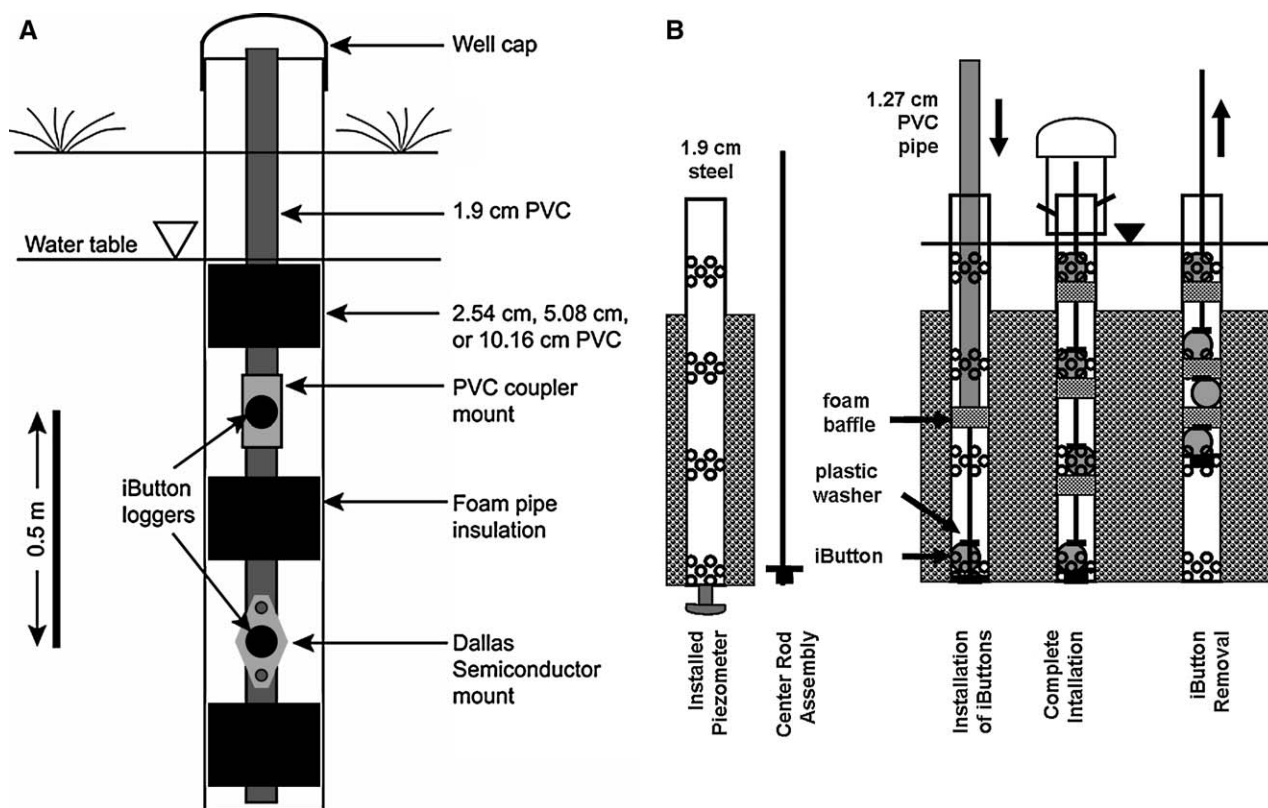 A
Well cap
1.9 cm PVC
Water table
2.54 cm, 5.08 cm,
or 10.16 cm PVC
PVC coupler
mount
iButton
loggers
0.5 m
Foam pipe
insulation
Dallas
Semiconductor
mount
B
1.27 cm
PVC
pipe
1.9 cm
steel
foam
baffle
plastic
washer
iButton
Installed
Piezometer
Center Rod
Assembly
Installation
of iButtons
Complete
Intallation
iButton
Removal